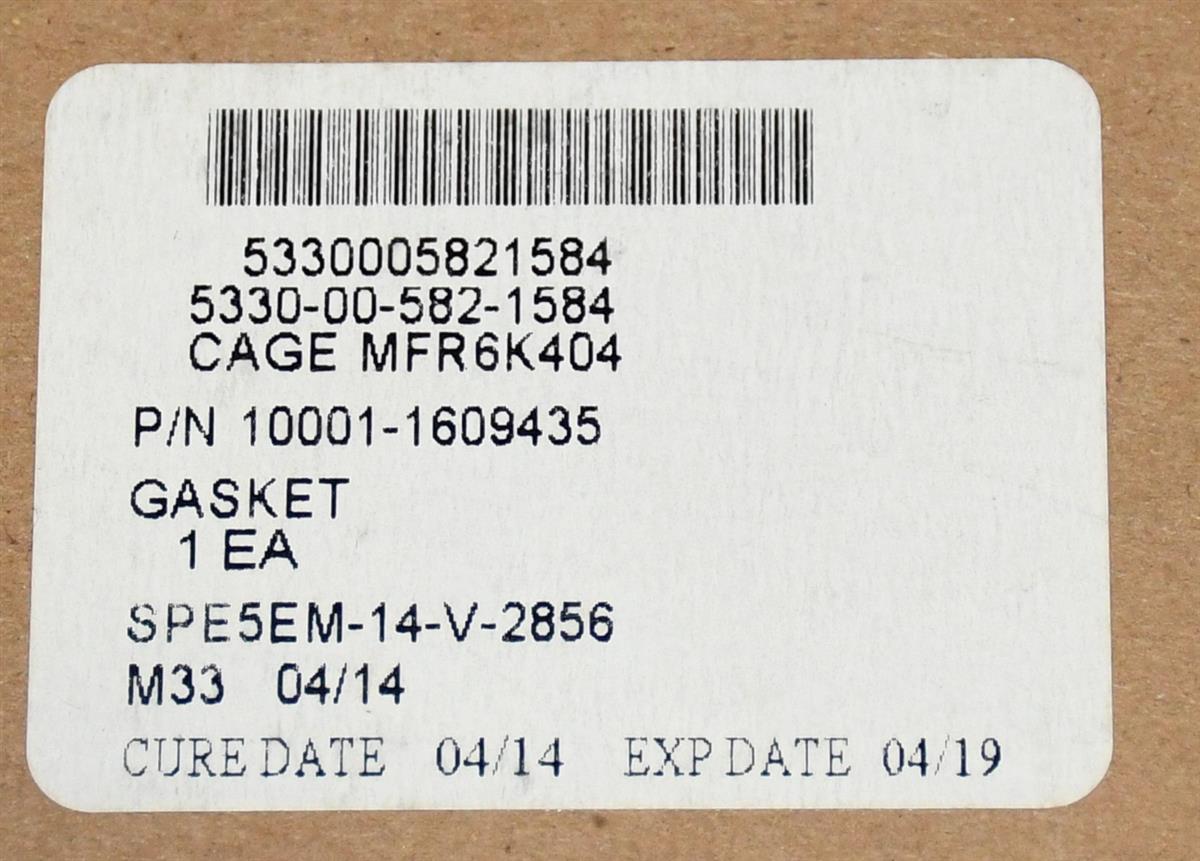 5330005821584
5330-00-582-1584
CAGE MFR6K404
P/N 10001-1609435
GASKET
1 EA
SPE5EM-14-V-2856
M33 04/14
CURE DATE 04/14 EXP DATE 04/19